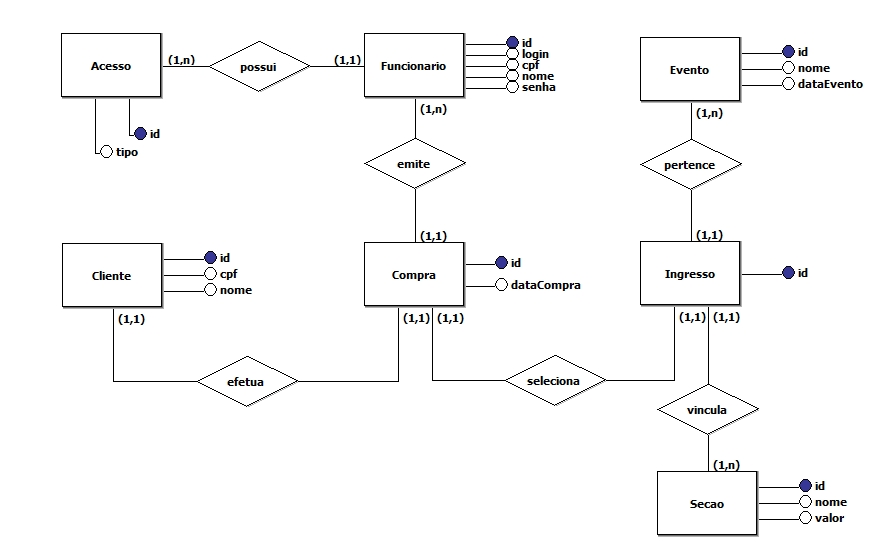 Acesso
(1,n)
possui
(1,1)
Funcionario
id
login
cpf
nome
senha
Evento
id
nome
dataEvento
id
tipo
(1,n)
emite
(1,1)
(1,n)
pertence
(1,1)
Cliente
id
cpf
nome
Compra
id
dataCompra
Ingresso
id
(1,1)
efetua
(1,1)
(1,1)
seleciona
(1,1)
(1,1)
vincula
(1,n)
Secao
id
nome
valor